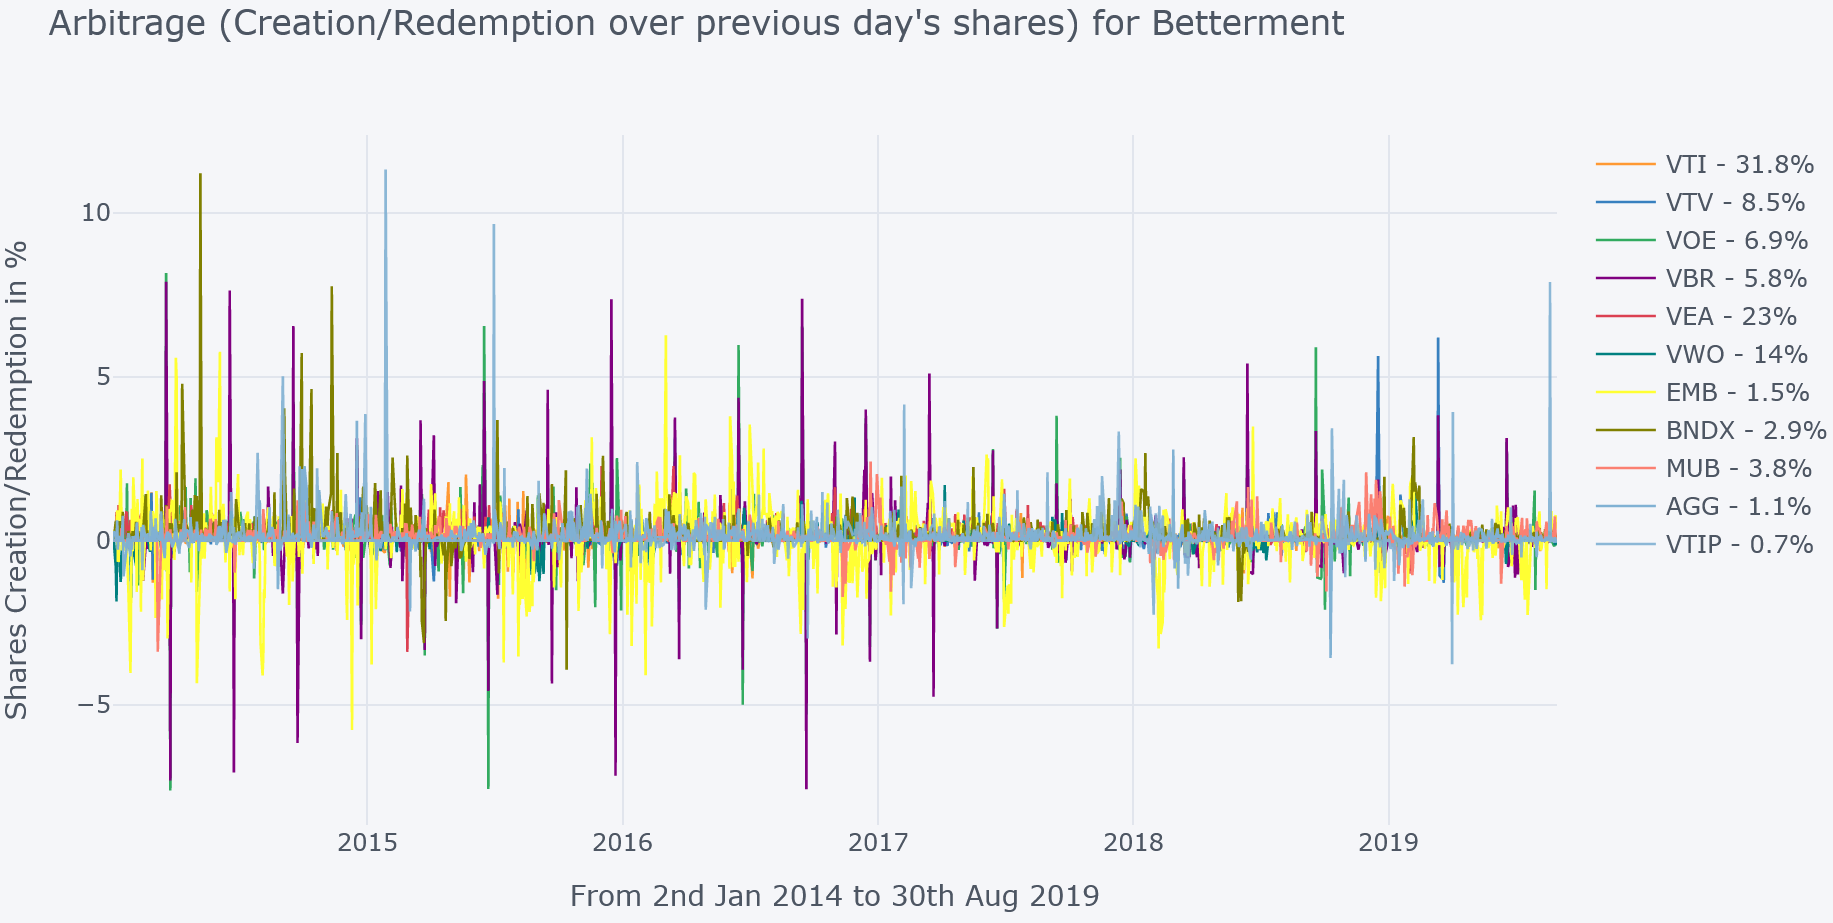 Arbitrage (Creation/Redemption over previous day's shares) for Betterment
Shares Creation/Redemption in %
10
5
0
−5
2015
2016
2017
2018
2019
From 2nd Jan 2014 to 30th Aug 2019
VTI - 31.8%
VTV - 8.5%
VOE - 6.9%
VBR - 5.8%
VEA - 23%
VWO - 14%
EMB - 1.5%
BNDX - 2.9%
MUB - 3.8%
AGG - 1.1%
VTIP - 0.7%